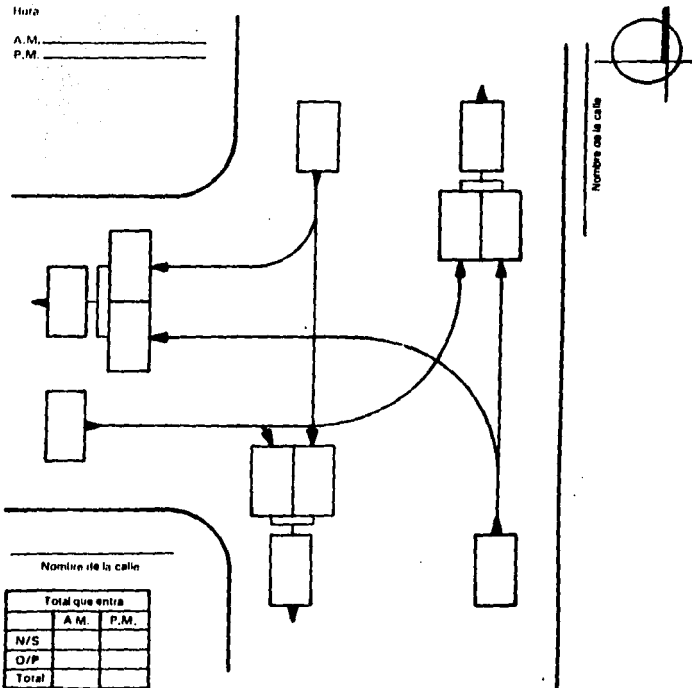 Hora
A.M.
P.M.
Nombre de la calle
Nombre de la calle
Total que entra
A.M. P.M.
N/S
O/P
Total